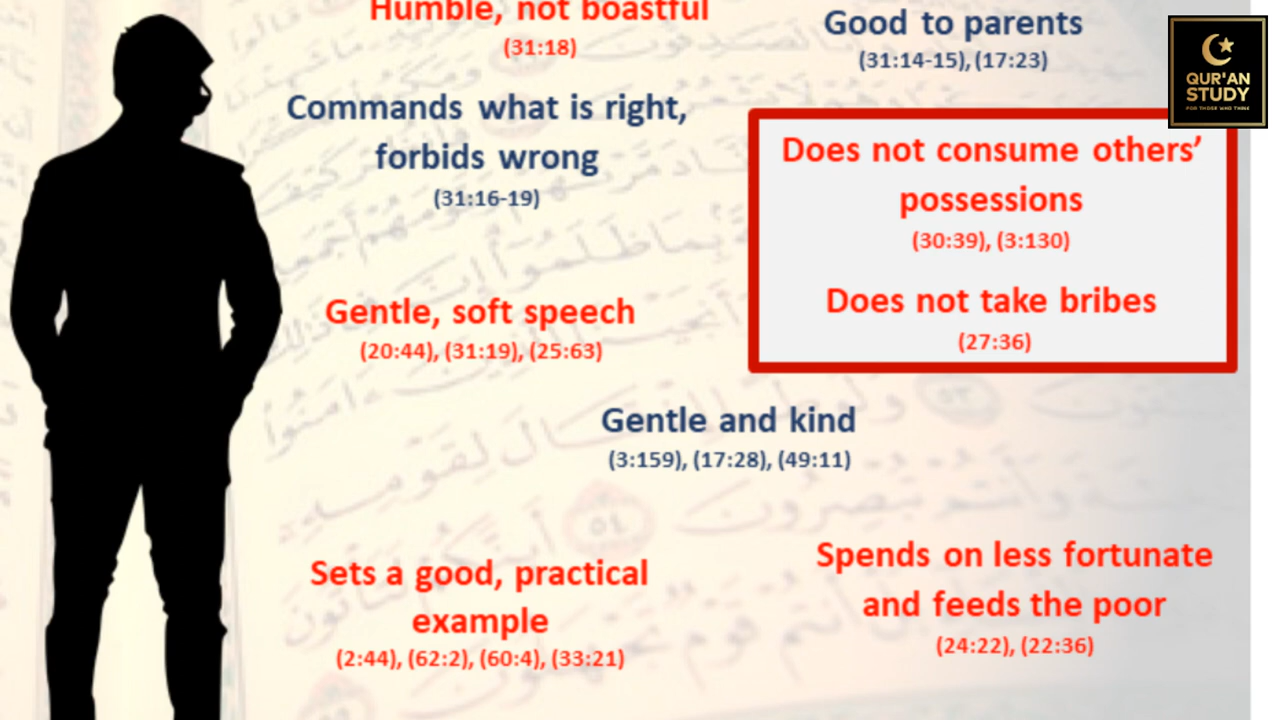 Humble, not boastful
(31:18)
Good to parents
(31:14-15), (17:23)
QUR'AN
STUDY
FOR THOSE WHO THINK
Commands what is right,
forbids wrong
(31:16-19)
Does not consume others’
possessions
(30:39), (3:130)
Does not take bribes
(27:36)
Gentle, soft speech
(20:44), (31:19), (25:63)
Gentle and kind
(3:159), (17:28), (49:11)
Sets a good, practical
example
(2:44), (62:2), (60:4), (33:21)
Spends on less fortunate
and feeds the poor
(24:22), (22:36)